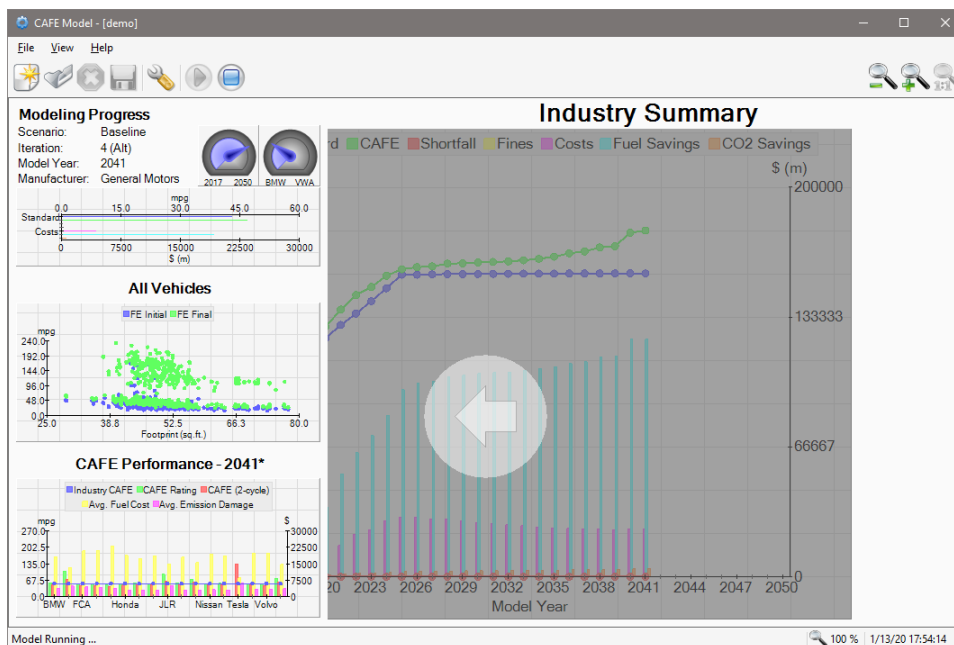 CAFE Model - [demo]
File View Help
1:1
Modeling Progress
Scenario: Baseline
Iteration: 4 (Alt)
Model Year: 2041
Manufacturer: General Motors
2017 2050 BMW VWA
mpg
0.0 15.0 30.0 45.0 60.0
Standard
Costs
0 7500 15000 22500 30000
$ (m)
All Vehicles
FE Initial FE Final
mpg
240.0
192.0
144.0
96.0
48.0
0.0
25.0 38.8 52.5 66.3 80.0
Footprint (sq.ft.)
CAFE Performance - 2041*
Industry CAFE CAFE Rating CAFE (2-cycle)
Avg. Fuel Cost Avg. Emission Damage
mpg $
270.0 30000
202.5 22500
135.0 15000
67.5 7500
0.0 0
BMW FCA Honda JLR Nissan Tesla Volvo
Industry Summary
d CAFE Shortfall Fines Costs Fuel Savings CO2 Savings
$ (m)
200000
133333
66667
0
20 2023 2026 2029 2032 2035 2038 2041 2044 2047 2050
Model Year
Model Running ...
100 % 1/13/20 17:54:14